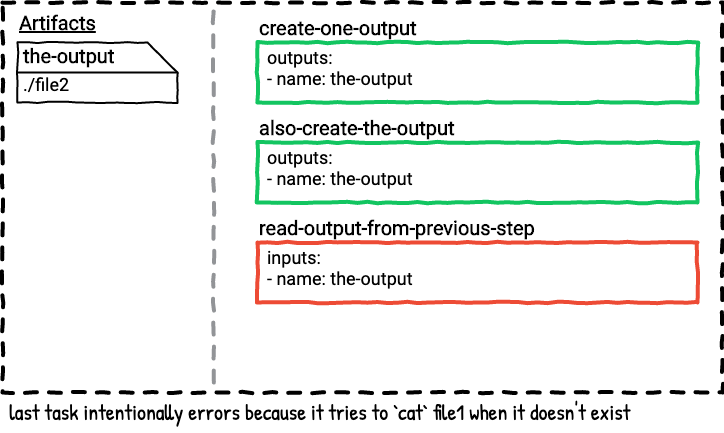 Artifacts
the-output
./file2
create-one-output
outputs:
- name: the-output
also-create-the-output
outputs:
- name: the-output
read-output-from-previous-step
inputs:
- name: the-output
last task intentionally errors because it tries to `cat` file1 when it doesn't exist